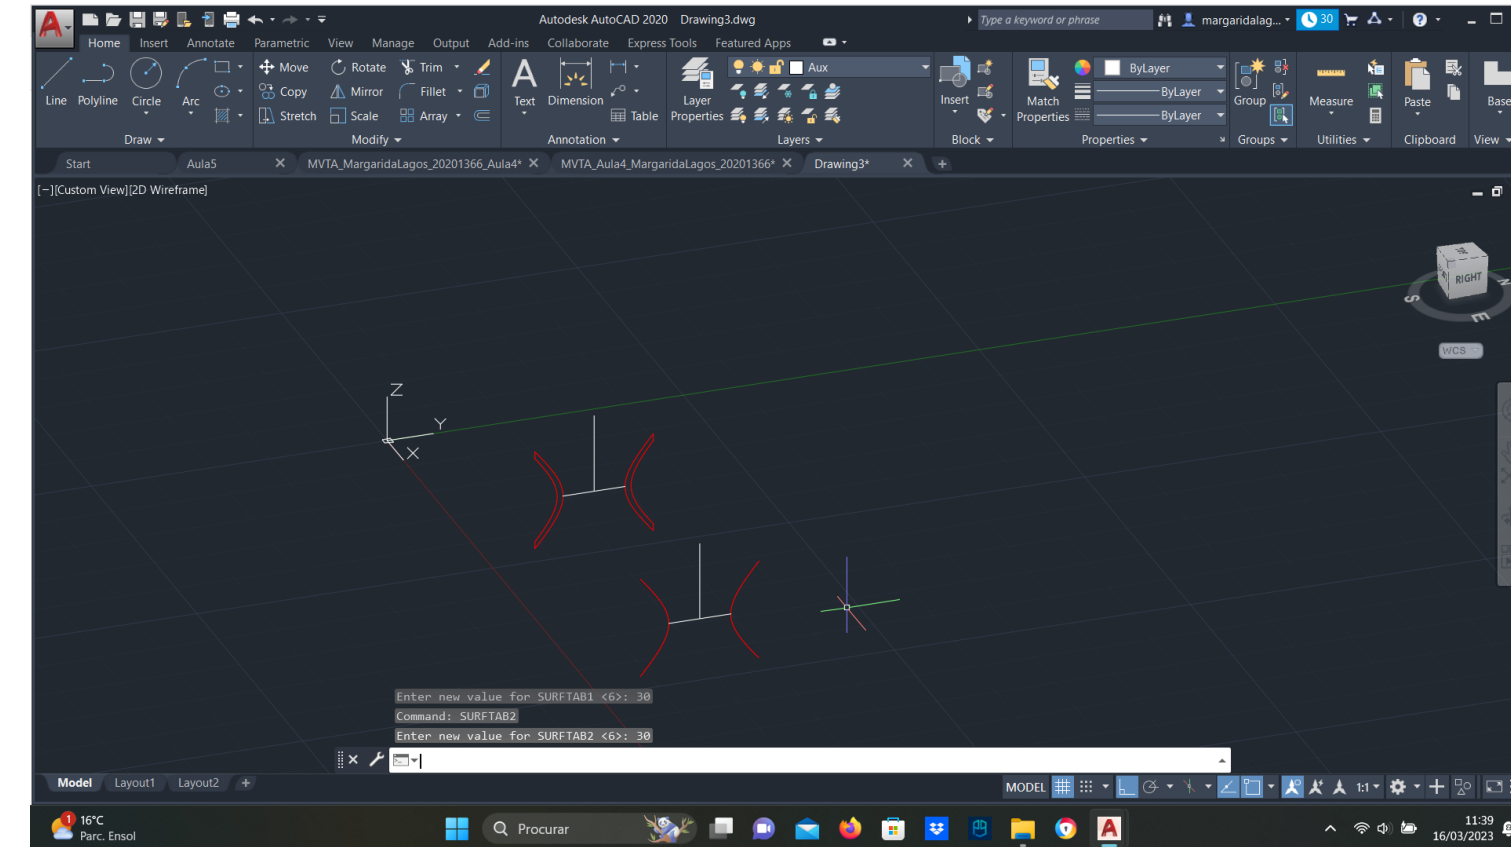 Autodesk AutoCAD 2020 Drawing3.dwg
Type a keyword or phrase
margaridalag...
30
Home Insert Annotate Parametric View Manage Output Add-ins Collaborate Express Tools Featured Apps
Line Polyline Circle Arc
Move Rotate Trim
Copy Mirror Fillet
Stretch Scale Array
Text Dimension
Table
Layer
Properties
Aux
Insert
Match
Properties
ByLayer
ByLayer
ByLayer
Group
Measure
Paste
Base
Draw Modify Annotation Layers Block Properties Groups Utilities Clipboard View
Start Aula5 MVTA_MargaridaLagos_20201366_Aula4* MVTA_Aula4_MargaridaLagos_20201366* Drawing3*
[−][Custom View][2D Wireframe]
RIGHT
S
E
WCS
Z
Y
X
Enter new value for SURFTAB1 <6>: 30
Command: SURFTAB2
Enter new value for SURFTAB2 <6>: 30
Model Layout1 Layout2 +
MODEL
1:1
1
16°C
Parc. Ensol
Procurar
11:39
16/03/2023